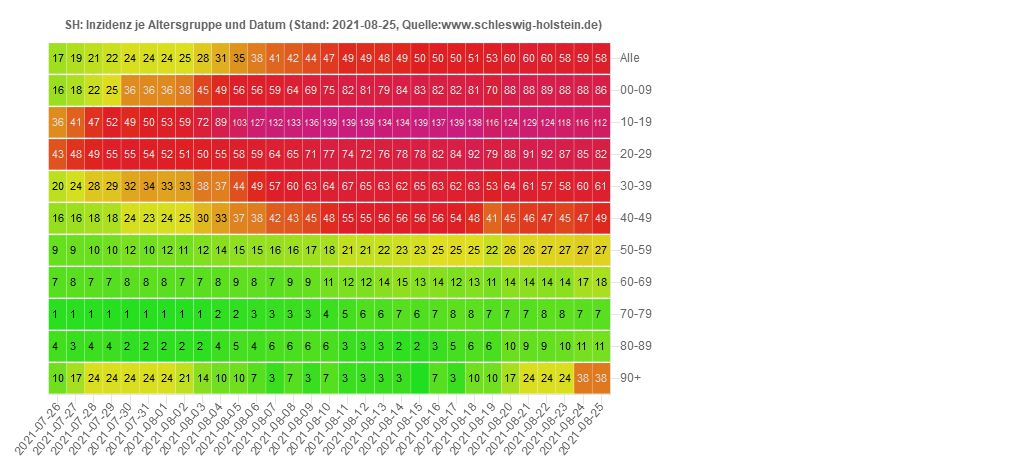 SH: Inzidenz je Altersgruppe und Datum (Stand: 2021-08-25, Quelle:www.schleswig-holstein.de)
17 19 21 22 24 24 24 25 28 31 35 38 41 42 44 47 49 49 48 49 50 50 50 51 53 60 60 60 58 59 58 Alle
16 18 22 25 36 36 36 38 45 49 56 56 59 64 69 75 82 81 79 84 83 82 82 81 70 88 88 89 88 88 86 00-09
36 41 47 52 49 50 53 59 72 89 103 127 132 133 136 139 139 139 134 134 139 137 139 138 116 124 129 124 118 116 112 10-19
43 48 49 55 55 54 52 51 50 55 58 59 64 65 71 77 74 72 76 78 78 82 84 92 79 88 91 92 87 85 82 20-29
20 24 28 29 32 34 33 33 38 37 44 49 57 60 63 64 67 65 63 62 65 63 62 63 53 64 61 57 58 60 61 30-39
16 16 18 18 24 23 24 25 30 33 37 38 42 43 45 48 55 55 56 56 56 56 54 48 41 45 46 47 45 47 49 40-49
9 9 10 10 12 10 12 11 12 14 15 15 16 16 17 18 21 21 22 23 23 25 25 25 22 26 26 27 27 27 27 50-59
7 8 7 7 8 8 8 7 7 8 9 8 7 9 9 11 12 12 14 15 13 14 12 13 11 14 14 14 14 17 18 60-69
1 1 1 1 1 1 1 1 1 2 2 3 3 3 3 4 5 6 6 7 6 7 8 8 7 7 7 8 8 7 7 70-79
4 3 4 4 2 2 2 2 2 4 5 4 6 6 6 6 3 3 3 2 2 3 5 6 6 10 9 9 10 11 11 80-89
10 17 24 24 24 24 24 21 14 10 10 7 3 7 3 7 3 3 3 3 7 3 10 10 17 24 24 24 38 38 90+
2021-07-26 2021-07-27 2021-07-28 2021-07-29 2021-07-30 2021-07-31 2021-08-01 2021-08-02 2021-08-03 2021-08-04 2021-08-05 2021-08-06 2021-08-07 2021-08-08 2021-08-09 2021-08-10 2021-08-11 2021-08-12 2021-08-13 2021-08-14 2021-08-15 2021-08-16 2021-08-17 2021-08-18 2021-08-19 2021-08-20 2021-08-21 2021-08-22 2021-08-23 2021-08-24 2021-08-25